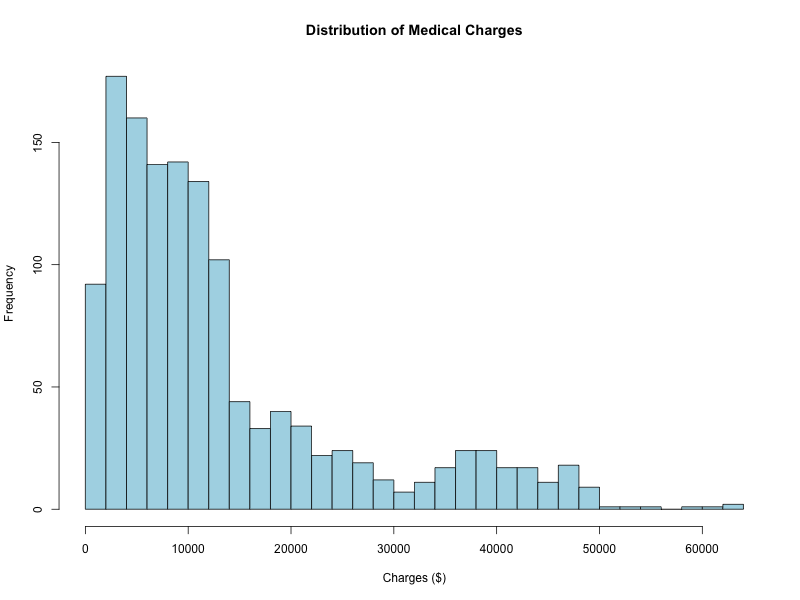 Distribution of Medical Charges
150
100
50
0
Frequency
0 10000 20000 30000 40000 50000 60000
Charges ($)